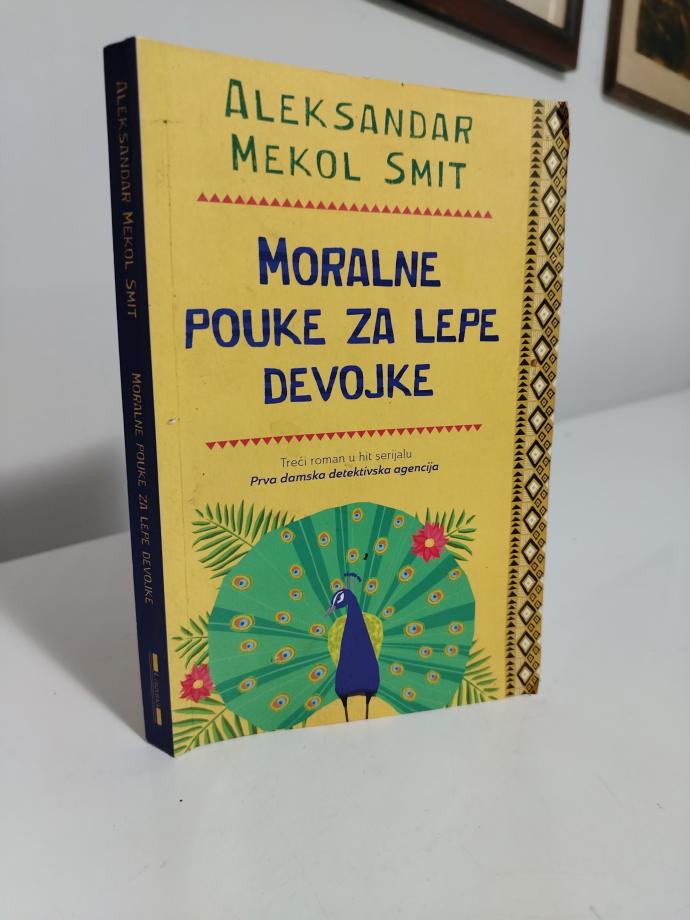 ALEKSANDAR
MEKOL SMIT
MORALNE
POUKE ZA LEPE
DEVOJKE
Treći roman u hit serijalu
Prva damska detektivska agencija
ALEKSANDAR MEKOL SMIT
MORALNE POUKE ZA LEPE DEVOJKE